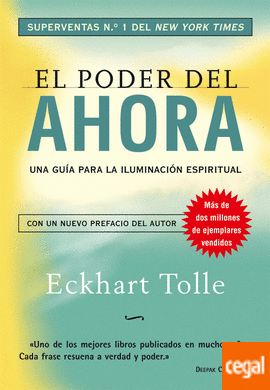 SUPERVENTAS N.º 1 DEL NEW YORK TIMES
EL PODER DEL
AHORA
UNA GUÍA PARA LA ILUMINACIÓN ESPIRITUAL
CON UN NUEVO PREFACIO DEL AUTOR
Más de
dos millones
de ejemplares
vendidos
Eckhart Tolle
«Uno de los mejores libros publicados en
Cada frase resuena a verdad y poder.»
DEEPAK
cegal